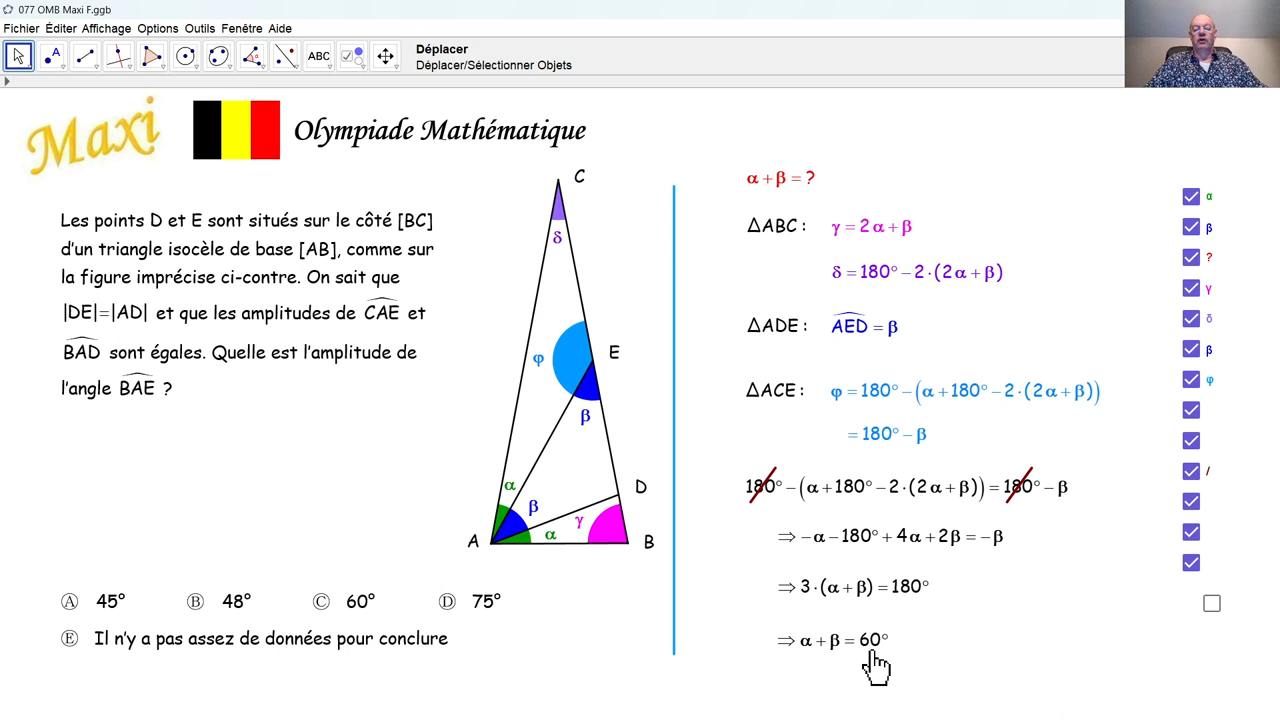 077 OMB Maxi F.ggb
Fichier Éditer Affichage Options Outils Fenêtre Aide
A ABC
Déplacer
Déplacer/Sélectionner Objets
Maxi
Olympiade Mathématique
Les points D et E sont situés sur le côté [BC]
d'un triangle isocèle de base [AB], comme sur
la figure imprécise ci-contre. On sait que
|DE|=|AD| et que les amplitudes de CAE et
BAD sont égales. Quelle est l'amplitude de
l'angle BAE ?
C
δ
φ E
β
α D
β γ
A α B
Ⓐ 45° Ⓑ 48° Ⓒ 60° Ⓓ 75°
Ⓔ Il n'y a pas assez de données pour conclure
α + β = ?
ΔABC : γ = 2α + β
δ = 180° − 2·(2α + β)
ΔADE : AED = β
ΔACE : φ = 180° − (α + 180° − 2·(2α + β))
= 180° − β
180° − (α + 180° − 2·(2α + β)) = 180° − β
⇒ −α − 180° + 4α + 2β = −β
⇒ 3·(α + β) = 180°
⇒ α + β = 60°
α
β
?
γ
δ
β
φ
/